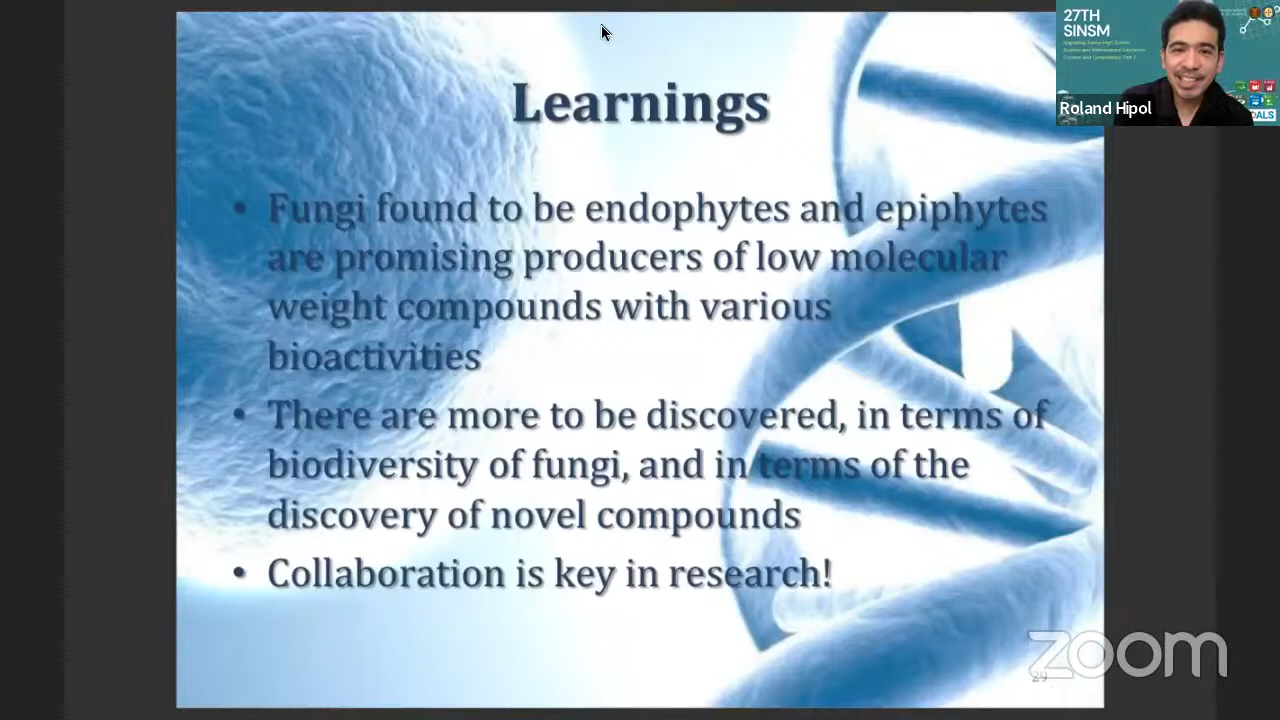 Learnings
• Fungi found to be endophytes and epiphytes
are promising producers of low molecular
weight compounds with various
bioactivities
• There are more to be discovered, in terms of
biodiversity of fungi, and in terms of the
discovery of novel compounds
• Collaboration is key in research!
29
zoom
27TH
SINSM
Roland Hipol